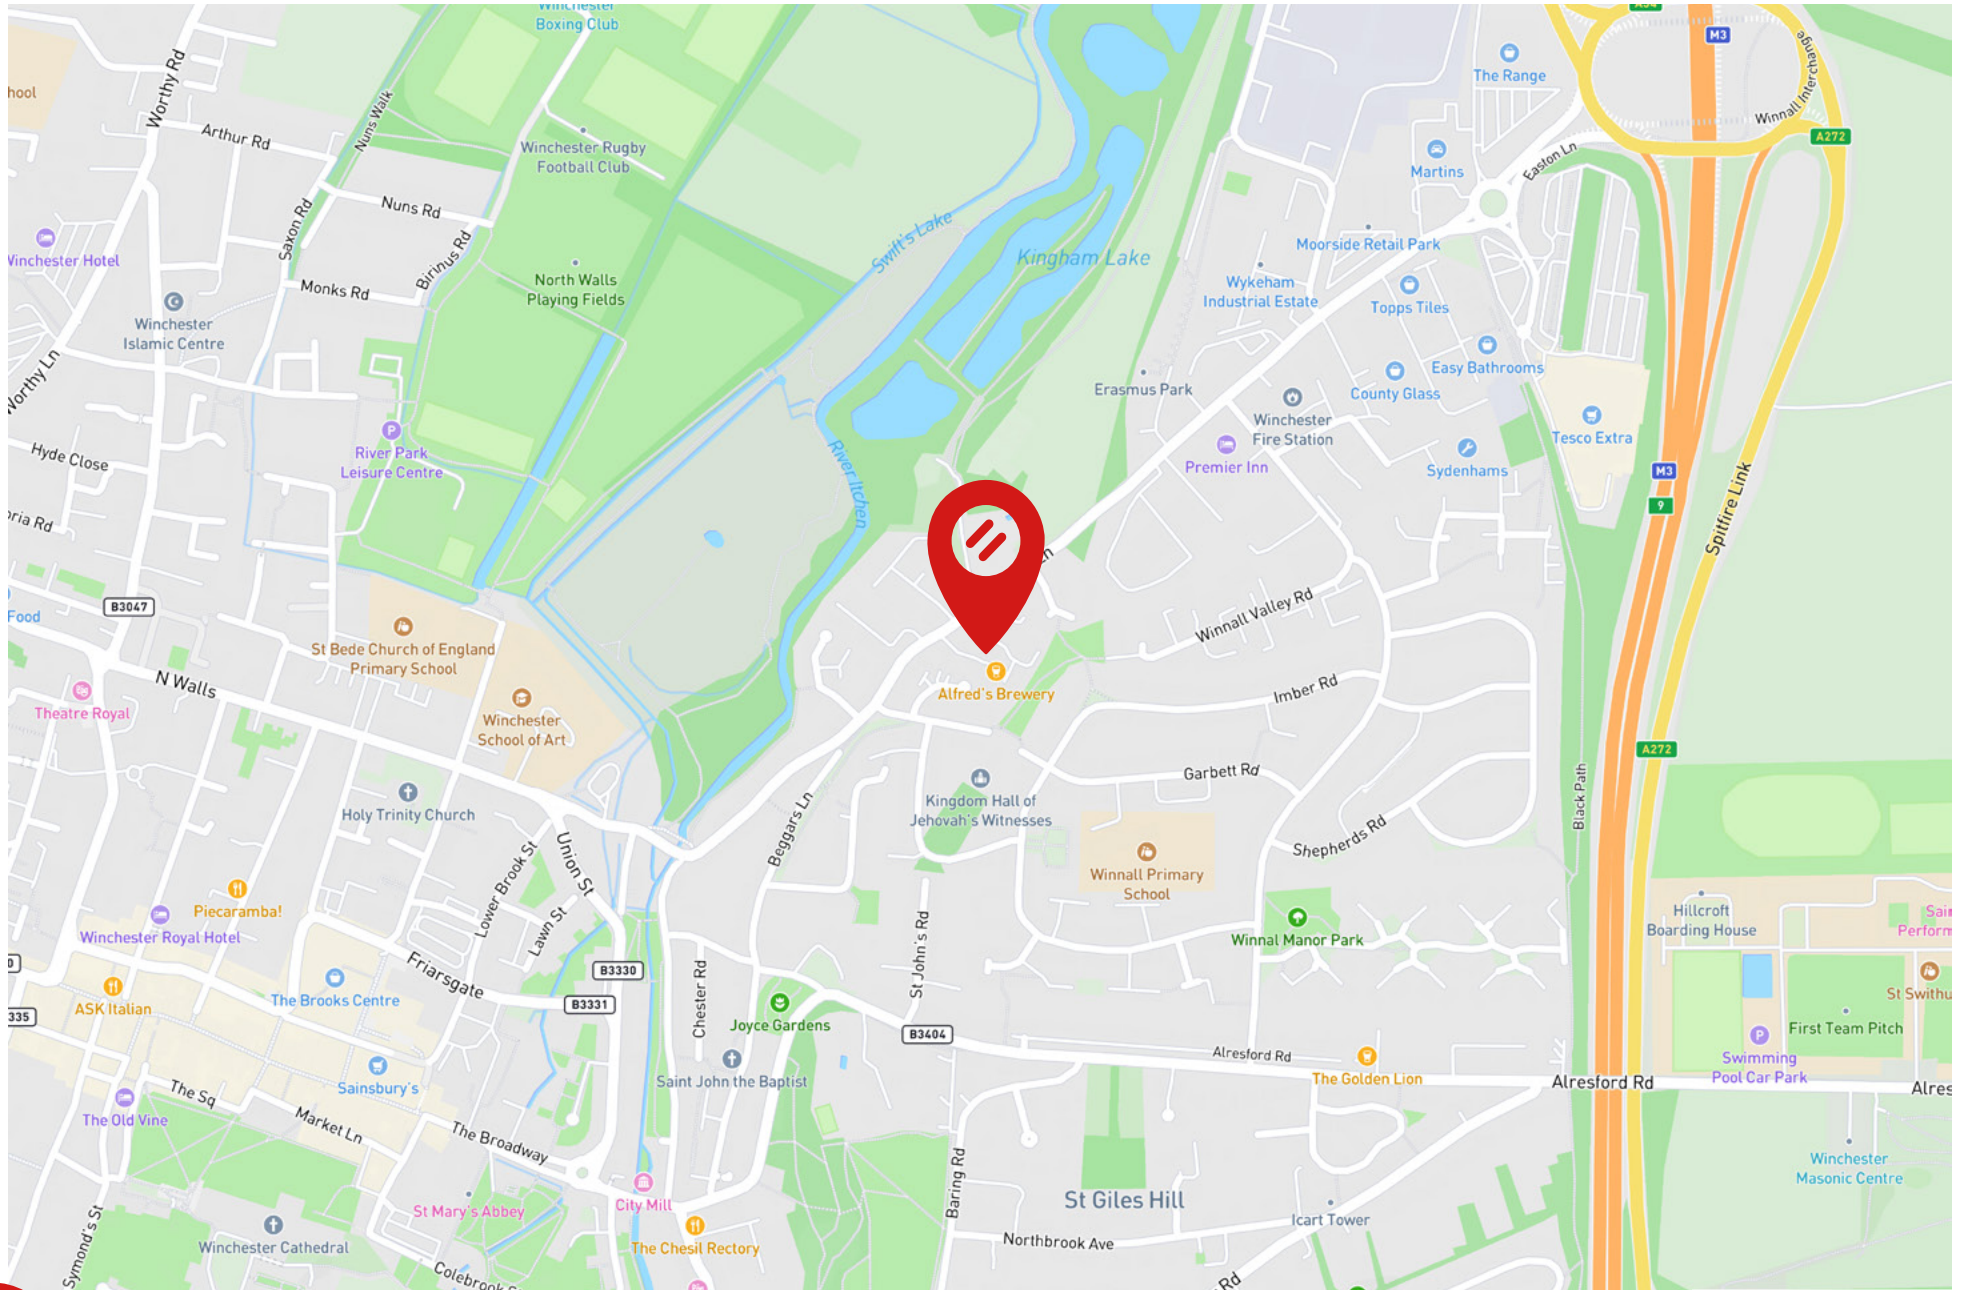 Winchester
Boxing Club
A34
M3
Winnall Interchange
The Range
Worthy Rd
hool
Arthur Rd
Nuns Walk
Winchester Rugby
Football Club
Martins
Easton Ln
A272
Saxon Rd
Nuns Rd
Birinus Rd
Swift's Lake
Kingham Lake
Moorside Retail Park
Winchester Hotel
Monks Rd
North Walls
Playing Fields
Wykeham
Industrial Estate
Topps Tiles
Winchester
Islamic Centre
Worthy Ln
Erasmus Park
Easy Bathrooms
County Glass
Winchester
Fire Station
Premier Inn
Tesco Extra
Sydenhams
Hyde Close
P
River Park
Leisure Centre
River Itchen
M3
9
Spitfire Link
oria Rd
Ln
Food
B3047
St Bede Church of England
Primary School
Winnall Valley Rd
N Walls
Theatre Royal
Winchester
School of Art
Alfred's Brewery
Imber Rd
A272
Holy Trinity Church
Beggars Ln
Kingdom Hall of
Jehovah's Witnesses
Garbett Rd
Black Path
Shepherds Rd
Union St
Lower Brook St
Lawn St
Winnall Primary
School
Piecaramba!
Winchester Royal Hotel
St John's Rd
Winnal Manor Park
Hillcroft
Boarding House
Sain
Perform
0
Friarsgate
B3330
Chester Rd
ASK Italian
The Brooks Centre
B3331
Joyce Gardens
335
B3404
St Swithu
First Team Pitch
P
Swimming
Pool Car Park
Alresford Rd
The Golden Lion
Alresford Rd
Alres
Saint John the Baptist
Sainsbury's
The Sq
The Old Vine
Market Ln
The Broadway
Baring Rd
Winchester
Masonic Centre
St Giles Hill
City Mill
St Mary's Abbey
Icart Tower
Symond's St
Winchester Cathedral
The Chesil Rectory
Northbrook Ave
Colebrook S
Rd